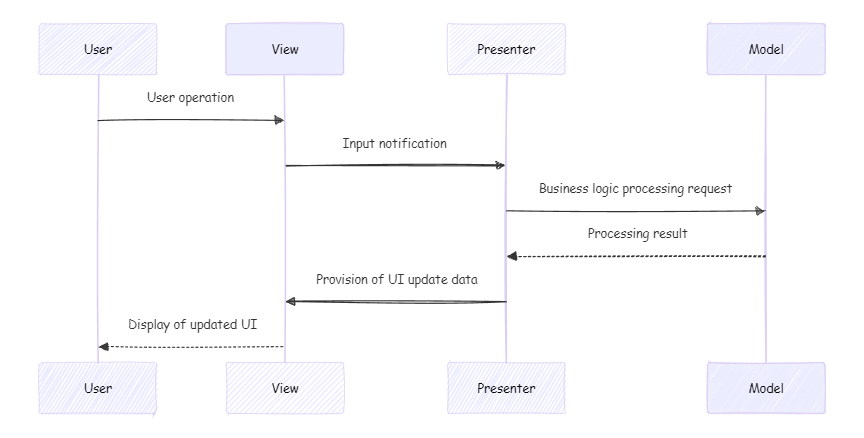 User
View
Presenter
Model
User operation
Input notification
Business logic processing request
Processing result
Provision of UI update data
Display of updated UI
User
View
Presenter
Model